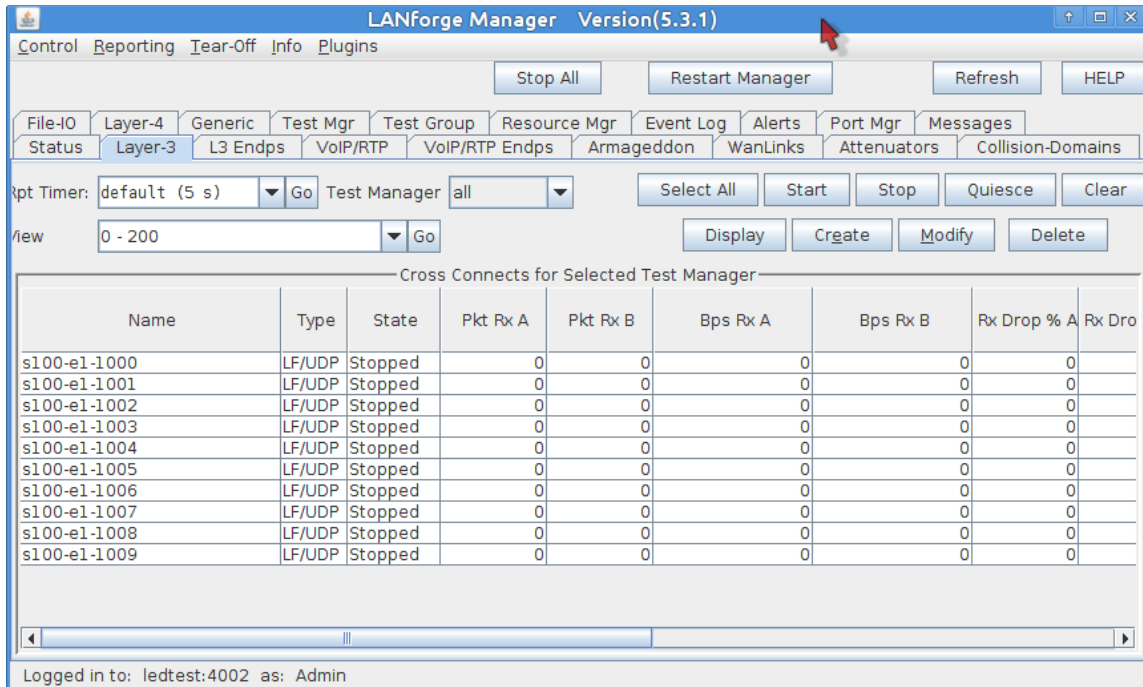 LANforge Manager Version(5.3.1)
Control Reporting Tear-Off Info Plugins
Stop All Restart Manager Refresh HELP
File-IO Layer-4 Generic Test Mgr Test Group Resource Mgr Event Log Alerts Port Mgr Messages
Status Layer-3 L3 Endps VoIP/RTP VoIP/RTP Endps Armageddon WanLinks Attenuators Collision-Domains
Rpt Timer: default (5 s) Go Test Manager all Select All Start Stop Quiesce Clear
View 0 - 200 Go Display Create Modify Delete
Cross Connects for Selected Test Manager
Name Type State Pkt Rx A Pkt Rx B Bps Rx A Bps Rx B Rx Drop % A Rx Dro
s100-e1-1000 LF/UDP Stopped 0 0 0 0 0
s100-e1-1001 LF/UDP Stopped 0 0 0 0 0
s100-e1-1002 LF/UDP Stopped 0 0 0 0 0
s100-e1-1003 LF/UDP Stopped 0 0 0 0 0
s100-e1-1004 LF/UDP Stopped 0 0 0 0 0
s100-e1-1005 LF/UDP Stopped 0 0 0 0 0
s100-e1-1006 LF/UDP Stopped 0 0 0 0 0
s100-e1-1007 LF/UDP Stopped 0 0 0 0 0
s100-e1-1008 LF/UDP Stopped 0 0 0 0 0
s100-e1-1009 LF/UDP Stopped 0 0 0 0 0
Logged in to: ledtest:4002 as: Admin